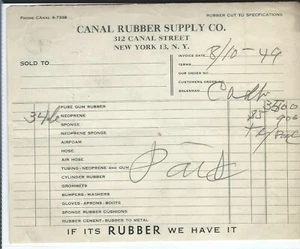 PHONE CANAL 6-7309 RUBBER CUT TO SPECIFICATIONS
CANAL RUBBER SUPPLY CO.
312 CANAL STREET
NEW YORK 13, N. Y.
INVOICE DATE 8/10-49
SOLD TO
TERMS
OUR ORDER No.
CUSTOMER'S ORDER No.
SALESMAN
PURE GUM RUBBER
NEOPRENE
SPONGE
NEOPRENE SPONGE
AIRFOAM
HOSE
AIR HOSE
TUBING-NEOPRENE and GUM
CYLINDER RUBBER
GROMMETS
BUMPERS-WASHERS
GLOVES-APRONS-BOOTS
SPONGE RUBBER CUSHIONS
RUBBER CEMENT-RUBBER TO METAL
Paid
IF ITS RUBBER WE HAVE IT